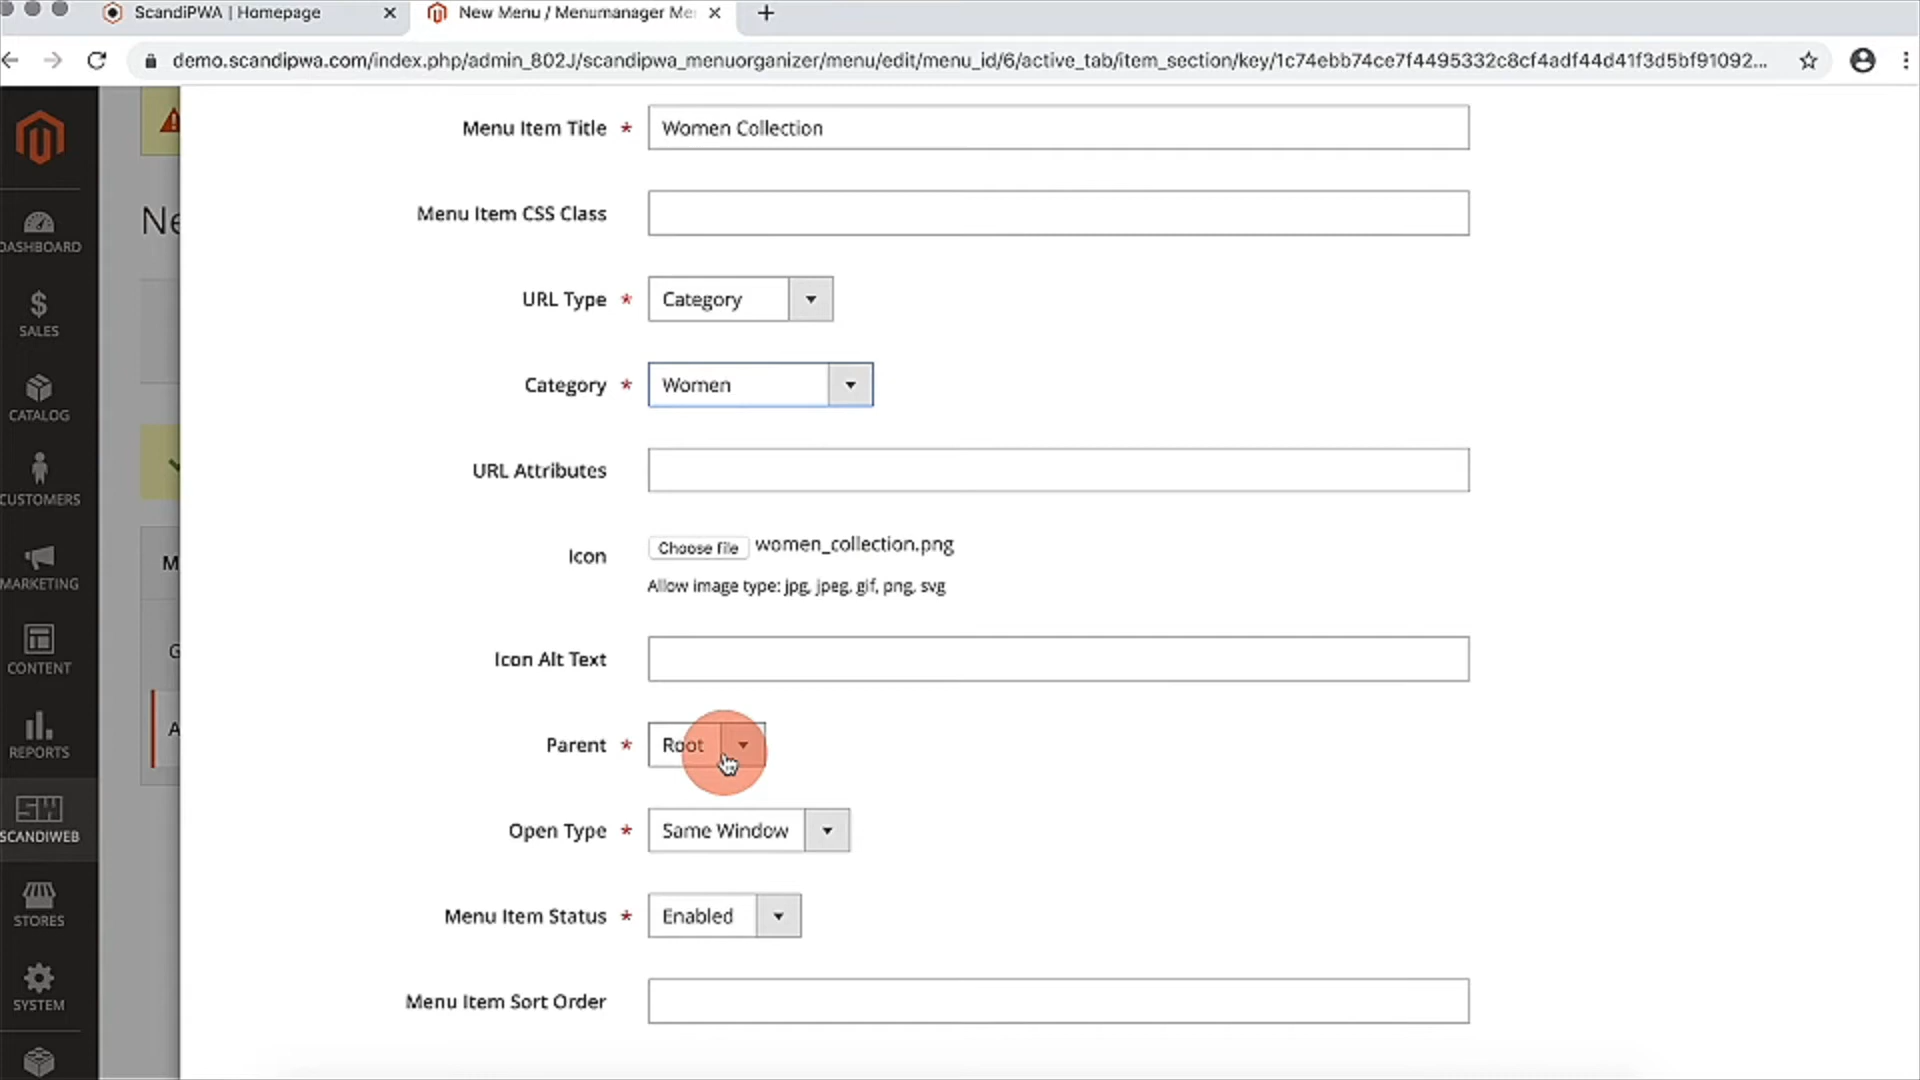 ScandiPWA | Homepage
New Menu / Menumanager Me
demo.scandipwa.com/index.php/admin_802J/scandipwa_menuorganizer/menu/edit/menu_id/6/active_tab/item_section/key/1c74ebb74ce7f4495332c8cf4adf44d41f3d5bf91092...
Menu Item Title * Women Collection
Menu Item CSS Class
URL Type * Category
Category * Women
URL Attributes
Icon Choose file women_collection.png
Allow image type: jpg, jpeg, gif, png, svg
Icon Alt Text
Parent * Root
Open Type * Same Window
Menu Item Status * Enabled
Menu Item Sort Order
DASHBOARD
$
SALES
CATALOG
CUSTOMERS
MARKETING
CONTENT
REPORTS
SW
SCANDIWEB
STORES
SYSTEM
Ne
M
G
A